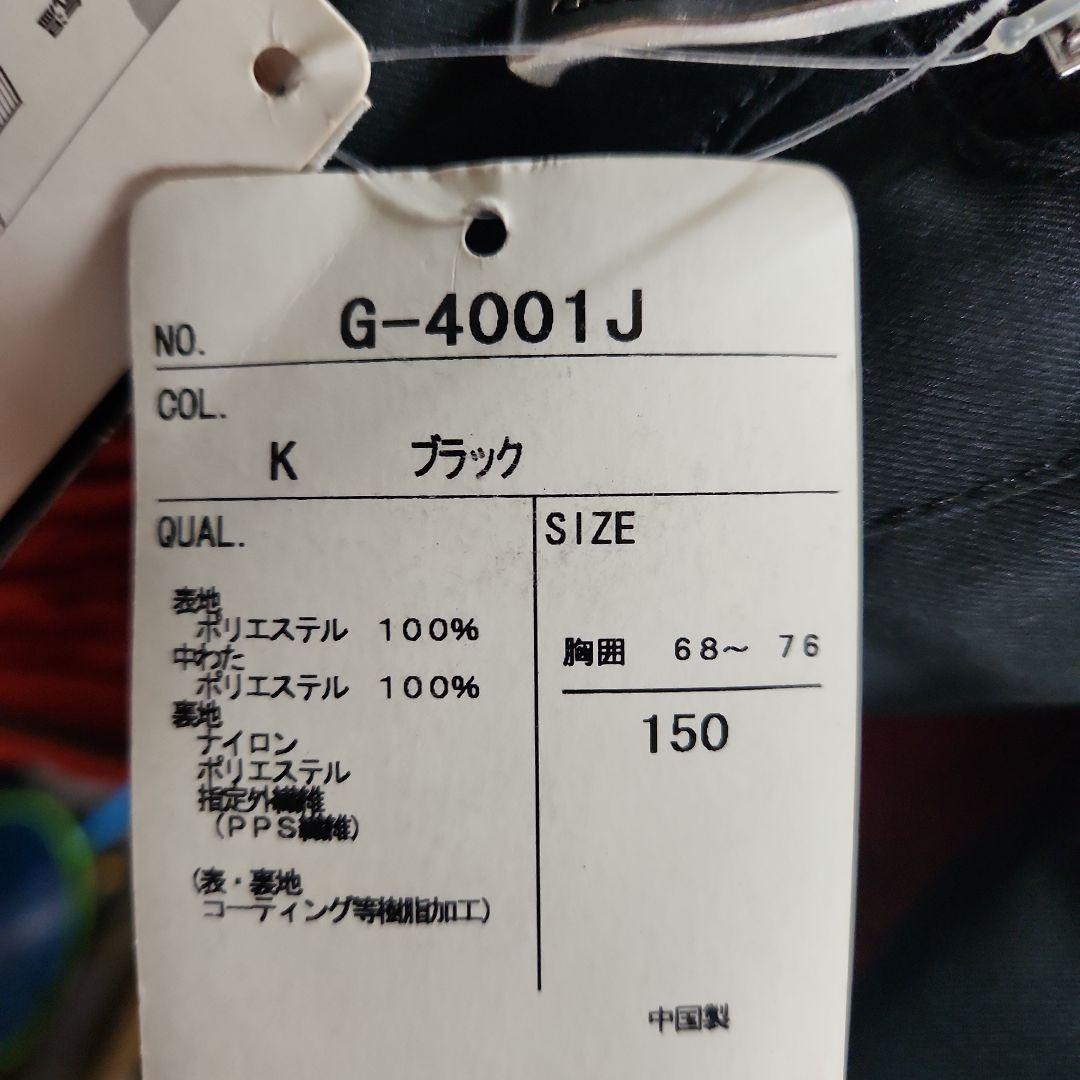 NO. G-4001J
COL.
K ブラック
QUAL.
SIZE
表地
ポリエステル 100%
中わた
ポリエステル 100%
裏地
ナイロン
ポリエステル
指定外繊維
(PPS繊維)
(表・裏地
コーティング等樹脂加工)
胸囲 68~ 76
150
中国製